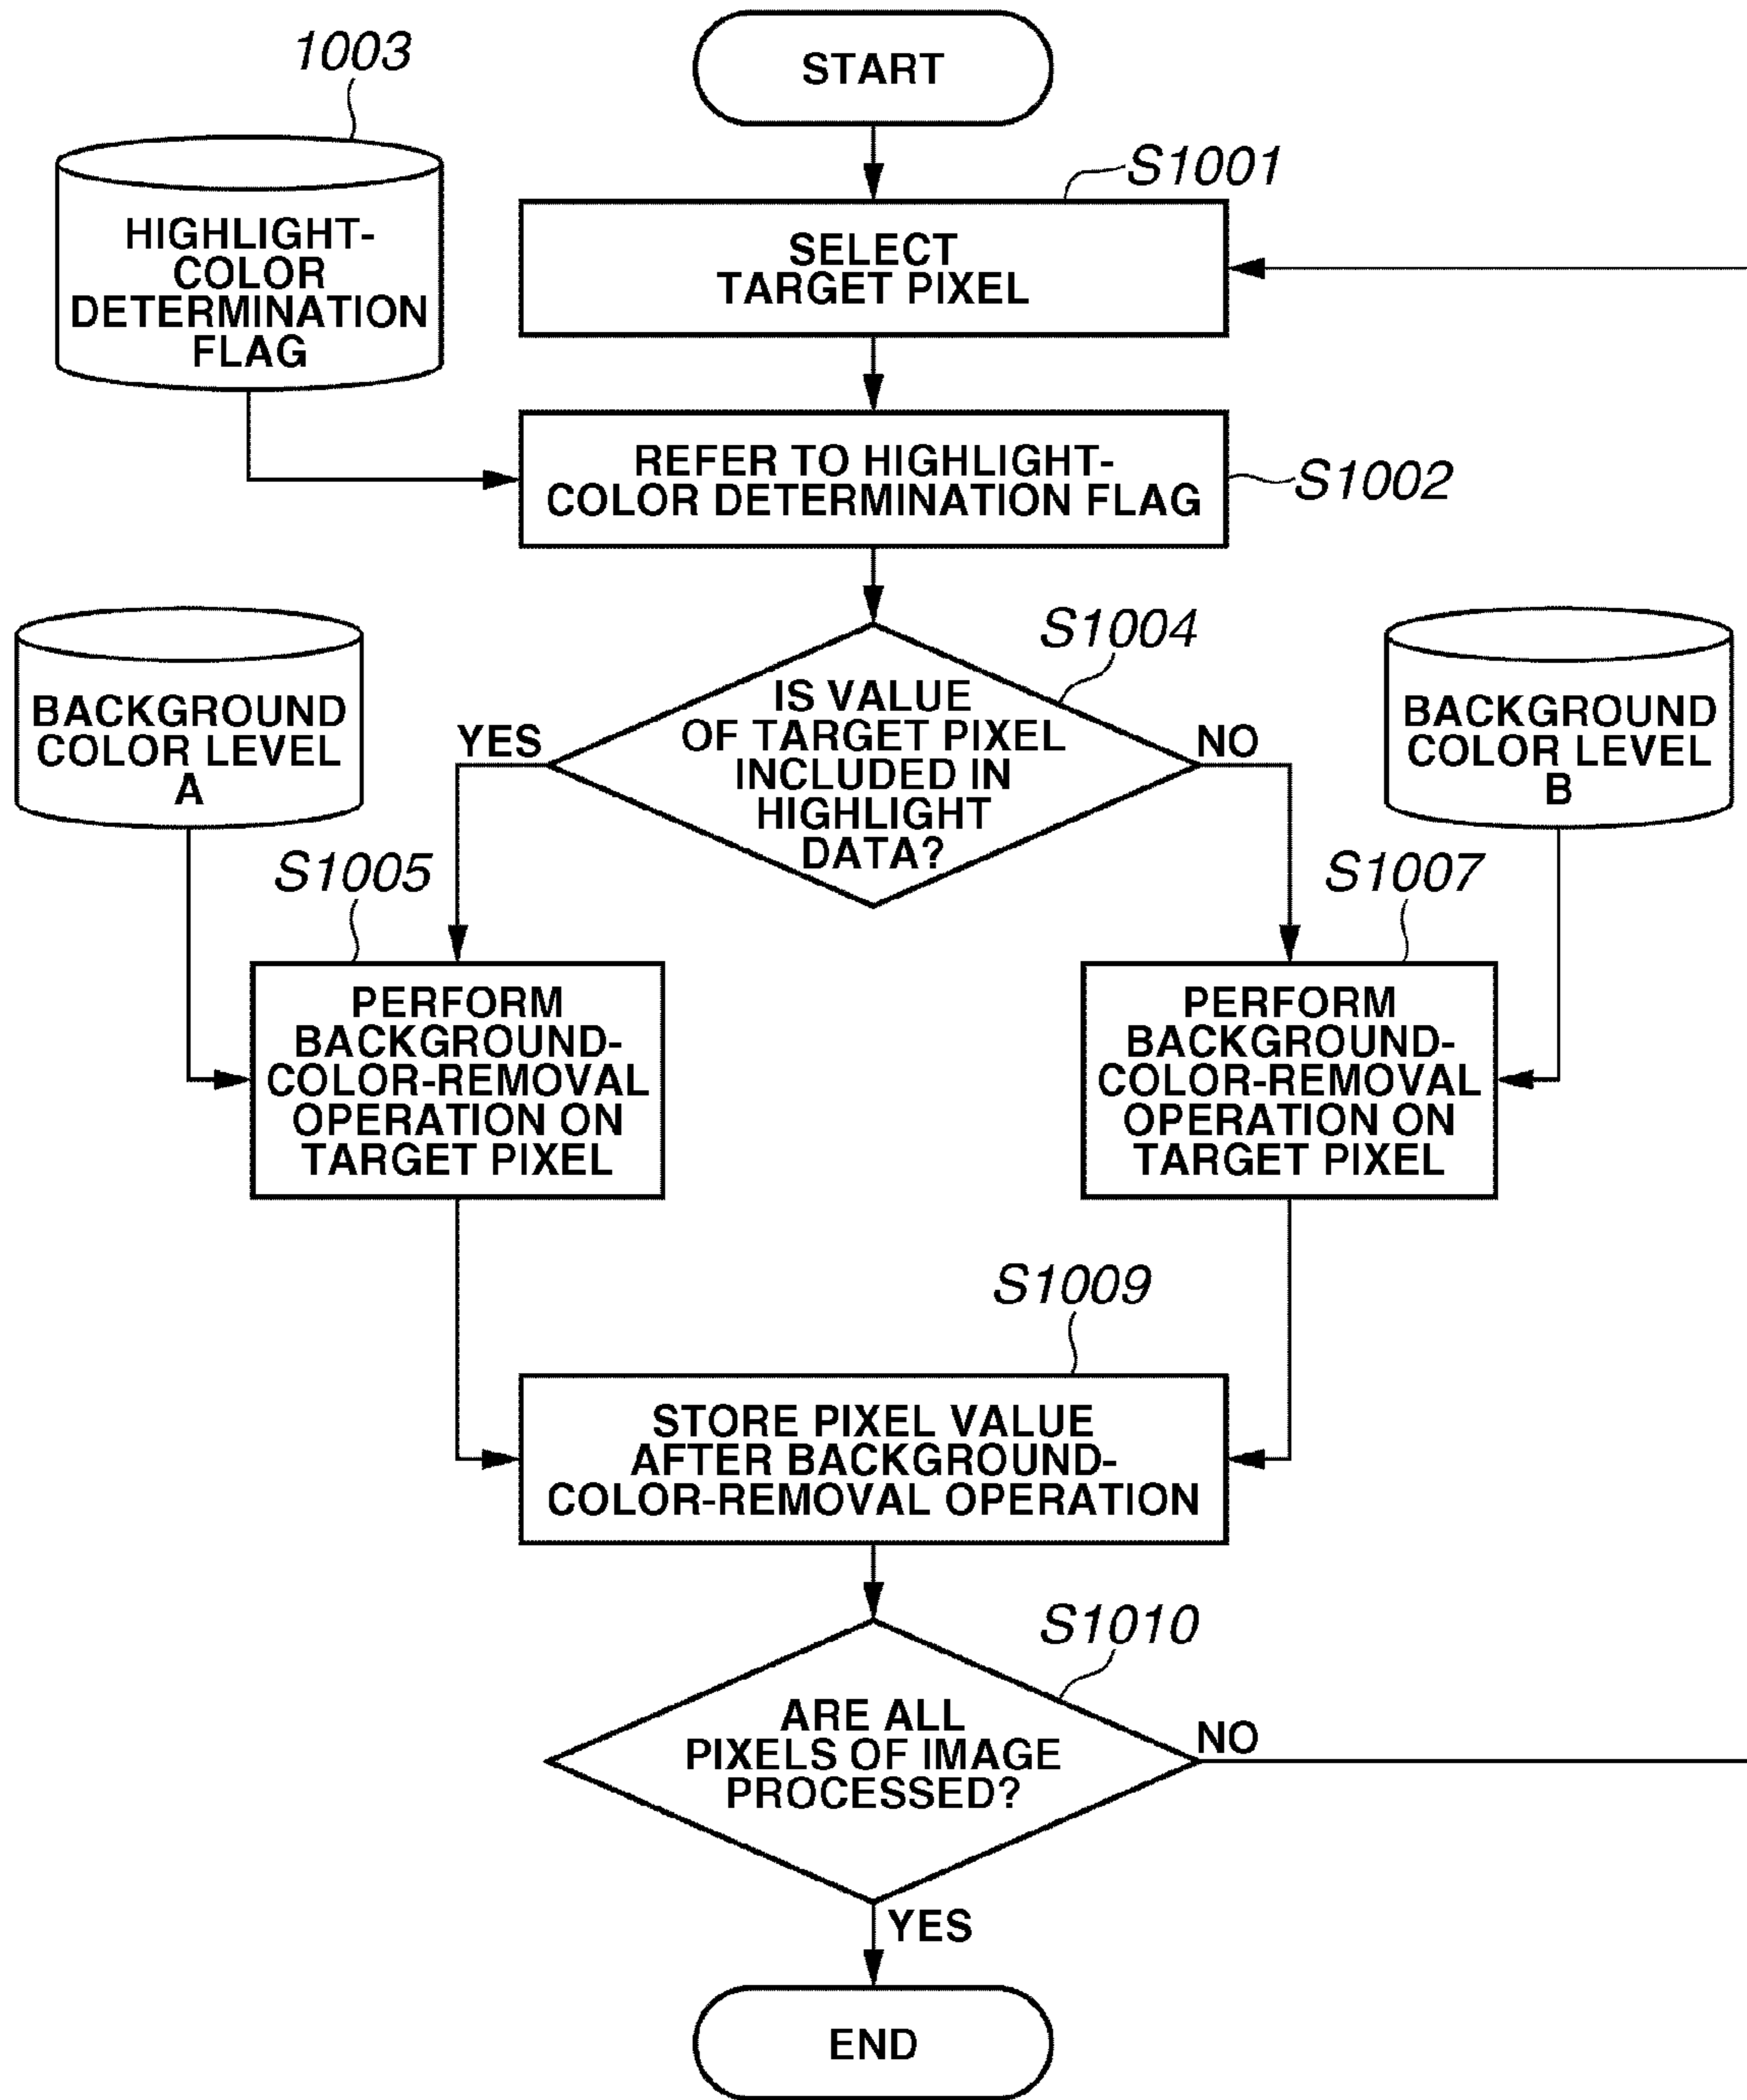 START
1003
S1001
HIGHLIGHT-
COLOR
DETERMINATION
FLAG
SELECT
TARGET PIXEL
REFER TO HIGHLIGHT-
COLOR DETERMINATION FLAG
S1002
S1004
BACKGROUND
COLOR LEVEL
A
YES
IS VALUE
OF TARGET PIXEL
INCLUDED IN
HIGHLIGHT
DATA?
NO
BACKGROUND
COLOR LEVEL
B
S1005
S1007
PERFORM
BACKGROUND-
COLOR-REMOVAL
OPERATION ON
TARGET PIXEL
PERFORM
BACKGROUND-
COLOR-REMOVAL
OPERATION ON
TARGET PIXEL
S1009
STORE PIXEL VALUE
AFTER BACKGROUND-
COLOR-REMOVAL OPERATION
S1010
ARE ALL
PIXELS OF IMAGE
PROCESSED?
NO
YES
END